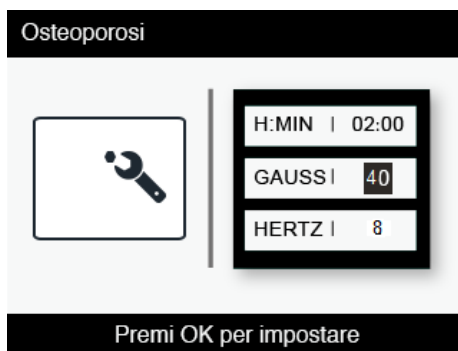 Osteoporosi
H:MIN | 02:00
GAUSS | 40
HERTZ | 8
Premi OK per impostare